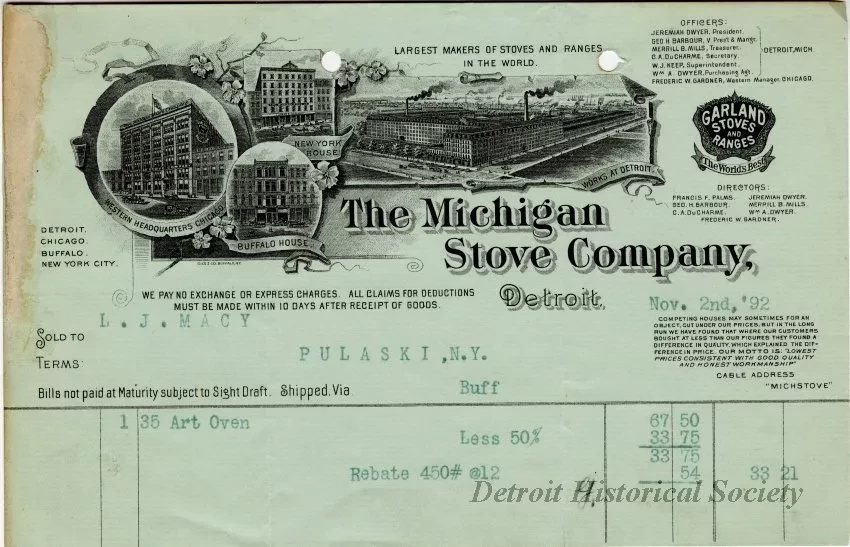 OFFICERS:
JEREMIAH DWYER, President.
GEO H. BARBOUR, V. Prest & Mangr.
MERRILL B. MILLS, Treasurer.
C.A. DUCHARME, Secretary.
W.J. KEEP, Superintendent.
WM A. DWYER, Purchasing Agt.
DETROIT, MICH.
FREDERIC W. GARDNER, Western Manager, CHICAGO.
LARGEST MAKERS OF STOVES AND RANGES
IN THE WORLD.
GARLAND
STOVES
AND
RANGES
The World's Best
NEW YORK
HOUSE.
WESTERN HEADQUARTERS CHICAGO
BUFFALO HOUSE.
WORKS AT DETROIT.
DIRECTORS:
FRANCIS F. PALMS. JEREMIAH DWYER.
GEO. H. BARBOUR. MERRILL B. MILLS.
C.A. DUCHARME. WM A. DWYER.
FREDERIC W. GARDNER.
The Michigan
Stove Company,
DETROIT.
CHICAGO.
BUFFALO.
NEW YORK CITY.
WE PAY NO EXCHANGE OR EXPRESS CHARGES. ALL CLAIMS FOR DEDUCTIONS
MUST BE MADE WITHIN 10 DAYS AFTER RECEIPT OF GOODS.
Detroit, Nov. 2nd, '92
COMPETING HOUSES MAY SOMETIMES FOR AN
OBJECT, CUT UNDER OUR PRICES, BUT IN THE LONG
RUN WE HAVE FOUND THAT WHERE OUR CUSTOMERS
BOUGHT AT LESS THAN OUR FIGURES THEY FOUND A
DIFFERENCE IN QUALITY, WHICH EXPLAINED THE DIF-
FERENCE IN PRICE. OUR MOTTO IS: "LOWEST
PRICES CONSISTENT WITH GOOD QUALITY
AND HONEST WORKMANSHIP"
CABLE ADDRESS
"MICHSTOVE"
SOLD TO L.J.MACY
TERMS: PULASKI,N.Y.
Bills not paid at Maturity subject to Sight Draft. Shipped Via Buff
1 35 Art Oven 67 50
Less 50% 33 75
33 75
Rebate 450# @12 54 33 21
Detroit Historical Society